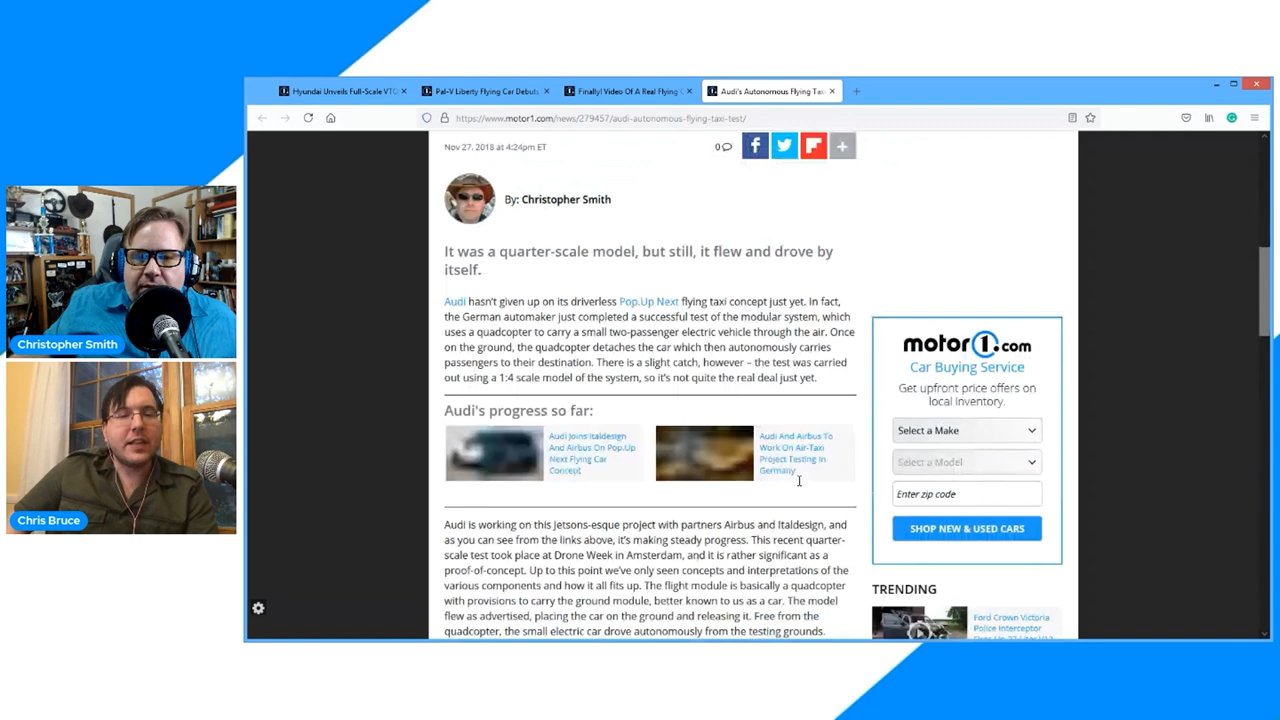 Hyundai Unveils Full-Scale VTO
Pal-V Liberty Flying Car Debuts
Finally! Video Of A Real Flying C
Audi's Autonomous Flying Tax
https://www.motor1.com/news/279457/audi-autonomous-flying-taxi-test/
Nov 27, 2018 at 4:24pm ET
0
By: Christopher Smith
It was a quarter-scale model, but still, it flew and drove by
itself.
Audi hasn't given up on its driverless Pop.Up Next flying taxi concept just yet. In fact,
the German automaker just completed a successful test of the modular system, which
uses a quadcopter to carry a small two-passenger electric vehicle through the air. Once
on the ground, the quadcopter detaches the car which then autonomously carries
passengers to their destination. There is a slight catch, however – the test was carried
out using a 1:4 scale model of the system, so it's not quite the real deal just yet.
Audi's progress so far:
Audi Joins Italdesign
And Airbus On Pop.Up
Next Flying Car
Concept
Audi And Airbus To
Work On Air-Taxi
Project Testing In
Germany
Audi is working on this Jetsons-esque project with partners Airbus and Italdesign, and
as you can see from the links above, it's making steady progress. This recent quarter-
scale test took place at Drone Week in Amsterdam, and it is rather significant as a
proof-of-concept. Up to this point we've only seen concepts and interpretations of the
various components and how it all fits up. The flight module is basically a quadcopter
with provisions to carry the ground module, better known to us as a car. The model
flew as advertised, placing the car on the ground and releasing it. Free from the
quadcopter, the small electric car drove autonomously from the testing grounds.
motor1.com
Car Buying Service
Get upfront price offers on
local inventory.
Select a Make
Select a Model
Enter zip code
SHOP NEW & USED CARS
TRENDING
Ford Crown Victoria
Police Interceptor
Christopher Smith
Chris Bruce